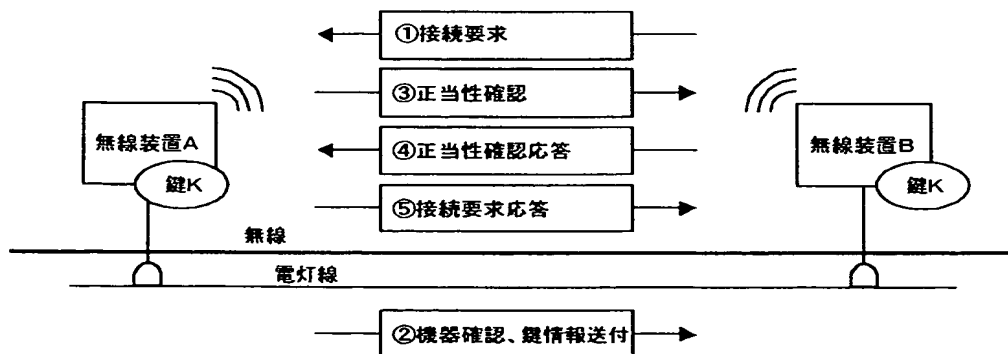 ①接続要求
③正当性確認
無線装置A
鍵K
④正当性確認応答
無線装置B
鍵K
⑤接続要求応答
無線
電灯線
②機器確認、鍵情報送付